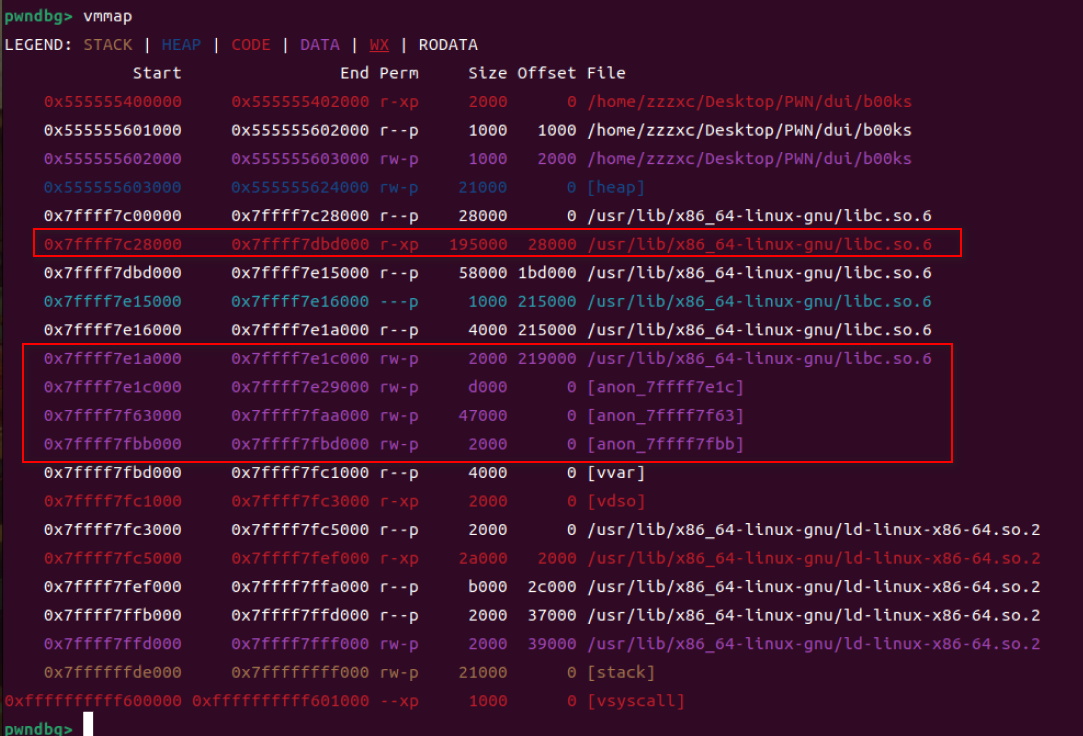 pwndbg> vmmap
LEGEND: STACK | HEAP | CODE | DATA | WX | RODATA
Start End Perm Size Offset File
0x555555400000 0x555555402000 r-xp 2000 0 /home/zzzxc/Desktop/PWN/dui/b00ks
0x555555601000 0x555555602000 r--p 1000 1000 /home/zzzxc/Desktop/PWN/dui/b00ks
0x555555602000 0x555555603000 rw-p 1000 2000 /home/zzzxc/Desktop/PWN/dui/b00ks
0x555555603000 0x555555624000 rw-p 21000 0 [heap]
0x7ffff7c00000 0x7ffff7c28000 r--p 28000 0 /usr/lib/x86_64-linux-gnu/libc.so.6
0x7ffff7c28000 0x7ffff7dbd000 r-xp 195000 28000 /usr/lib/x86_64-linux-gnu/libc.so.6
0x7ffff7dbd000 0x7ffff7e15000 r--p 58000 1bd000 /usr/lib/x86_64-linux-gnu/libc.so.6
0x7ffff7e15000 0x7ffff7e16000 ---p 1000 215000 /usr/lib/x86_64-linux-gnu/libc.so.6
0x7ffff7e16000 0x7ffff7e1a000 r--p 4000 215000 /usr/lib/x86_64-linux-gnu/libc.so.6
0x7ffff7e1a000 0x7ffff7e1c000 rw-p 2000 219000 /usr/lib/x86_64-linux-gnu/libc.so.6
0x7ffff7e1c000 0x7ffff7e29000 rw-p d000 0 [anon_7ffff7e1c]
0x7ffff7f63000 0x7ffff7faa000 rw-p 47000 0 [anon_7ffff7f63]
0x7ffff7fbb000 0x7ffff7fbd000 rw-p 2000 0 [anon_7ffff7fbb]
0x7ffff7fbd000 0x7ffff7fc1000 r--p 4000 0 [vvar]
0x7ffff7fc1000 0x7ffff7fc3000 r-xp 2000 0 [vdso]
0x7ffff7fc3000 0x7ffff7fc5000 r--p 2000 0 /usr/lib/x86_64-linux-gnu/ld-linux-x86-64.so.2
0x7ffff7fc5000 0x7ffff7fef000 r-xp 2a000 2000 /usr/lib/x86_64-linux-gnu/ld-linux-x86-64.so.2
0x7ffff7fef000 0x7ffff7ffa000 r--p b000 2c000 /usr/lib/x86_64-linux-gnu/ld-linux-x86-64.so.2
0x7ffff7ffb000 0x7ffff7ffd000 r--p 2000 37000 /usr/lib/x86_64-linux-gnu/ld-linux-x86-64.so.2
0x7ffff7ffd000 0x7ffff7fff000 rw-p 2000 39000 /usr/lib/x86_64-linux-gnu/ld-linux-x86-64.so.2
0x7ffffffde000 0x7ffffffff000 rw-p 21000 0 [stack]
0xffffffffff600000 0xffffffffff601000 --xp 1000 0 [vsyscall]
pwndbg>